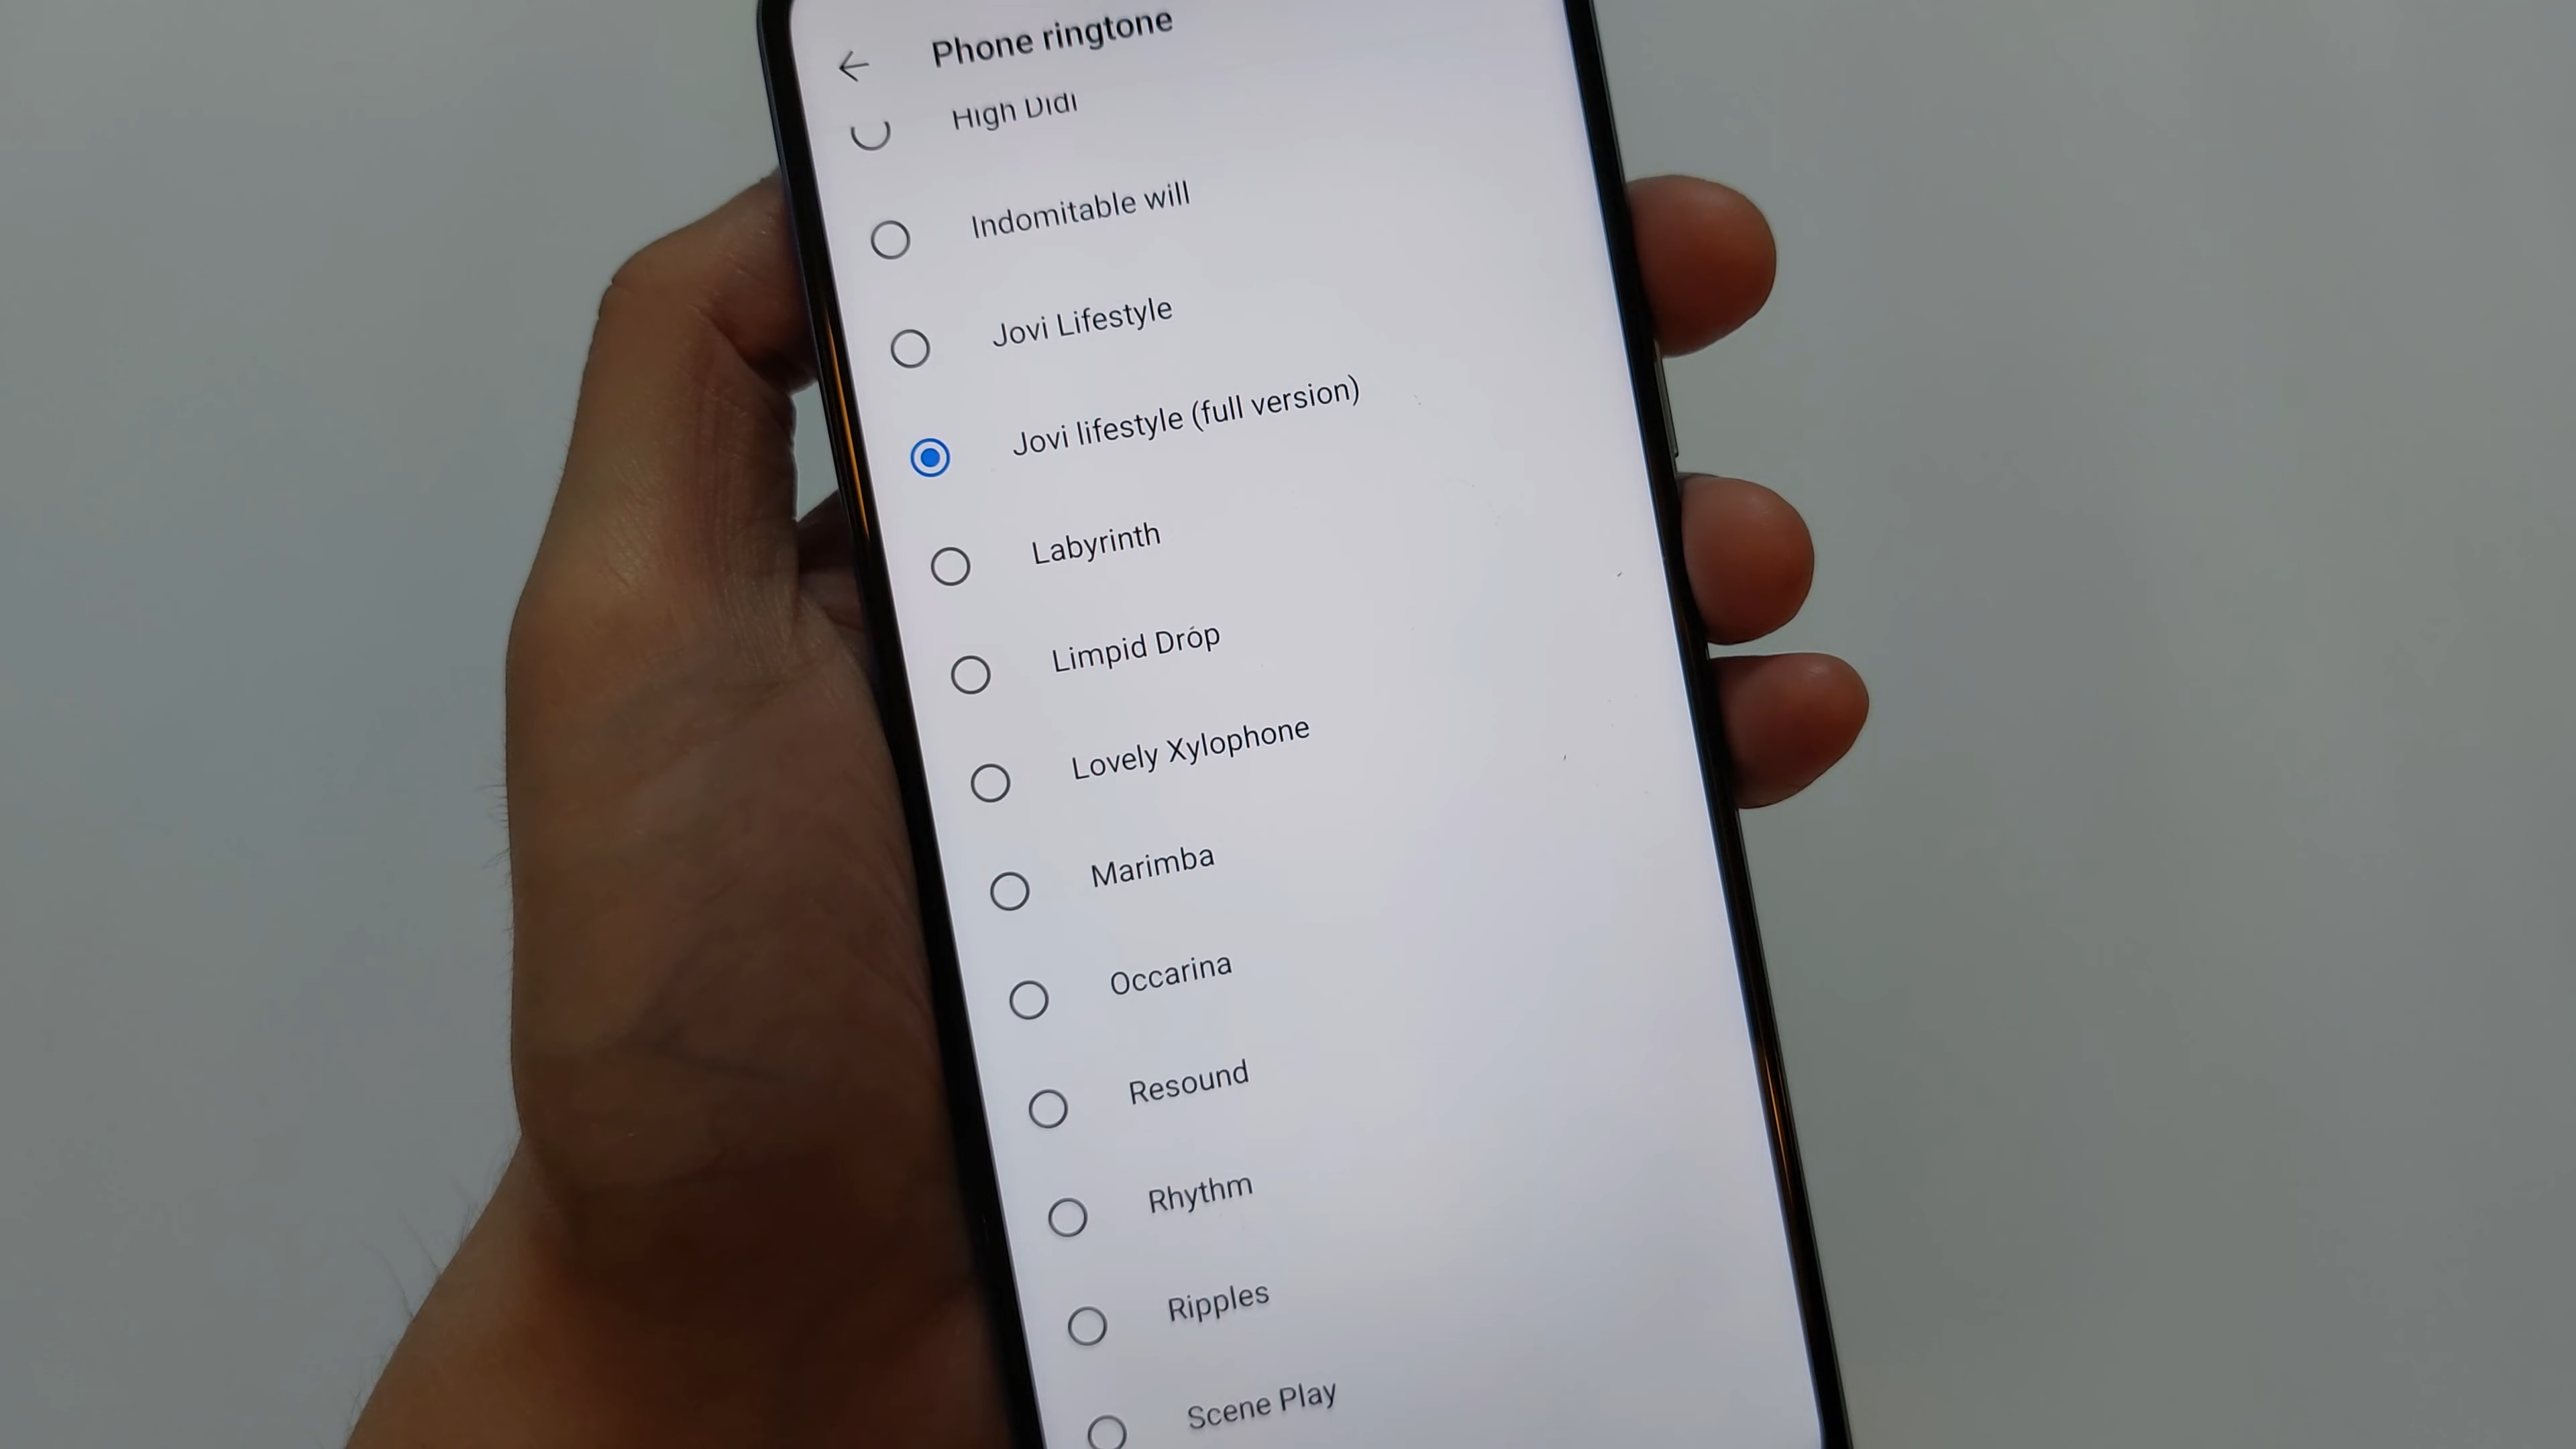 Phone ringtone
High Didi
Indomitable will
Jovi Lifestyle
Jovi lifestyle (full version)
Labyrinth
Limpid Drop
Lovely Xylophone
Marimba
Occarina
Resound
Rhythm
Ripples
Scene Play